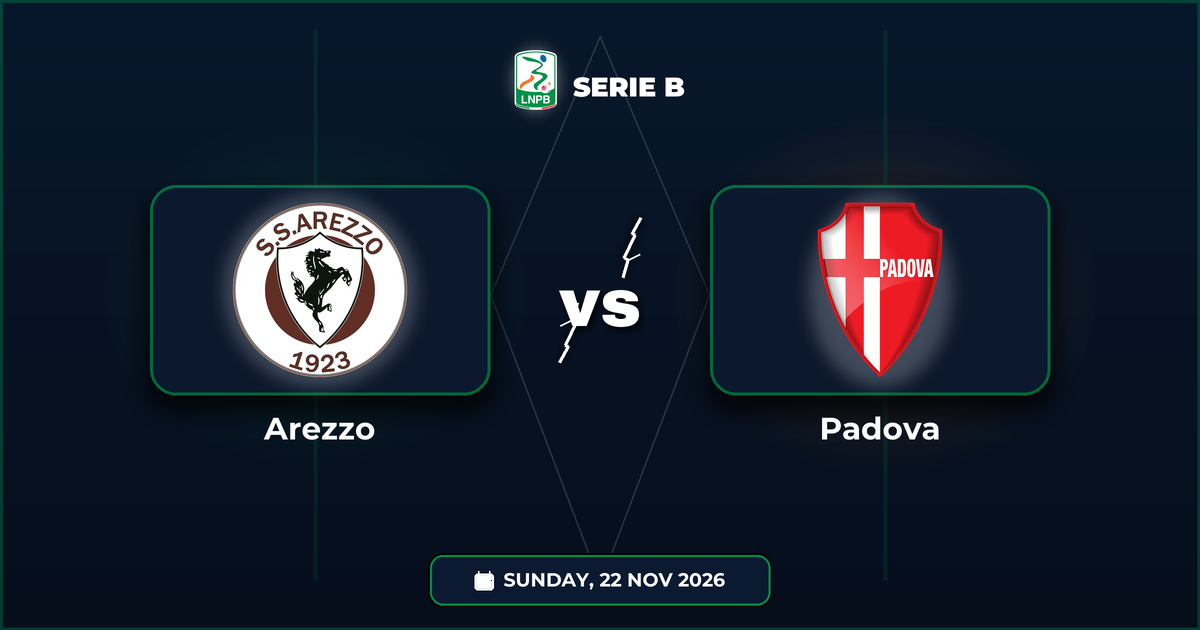 LNPB
SERIE B
S.S.AREZZO
1923
vs
PADOVA
Arezzo
Padova
SUNDAY, 22 NOV 2026